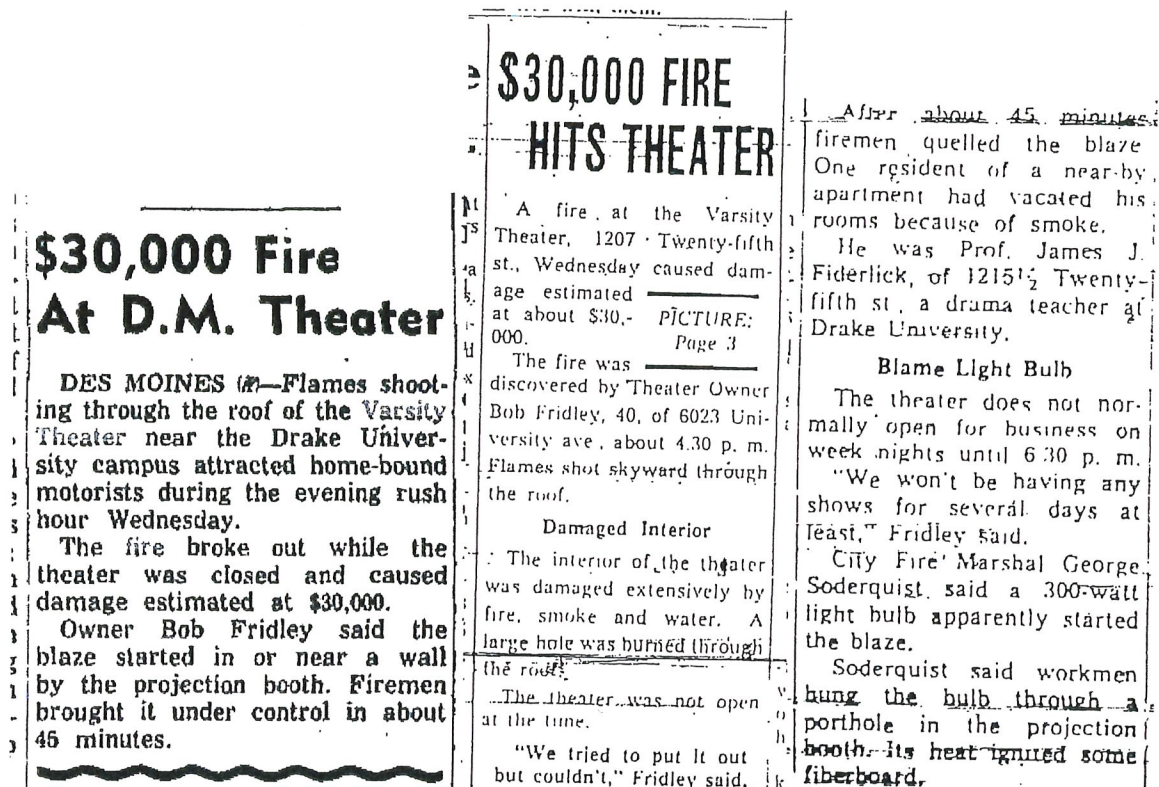 $30,000 Fire
At D.M. Theater
DES MOINES (AP)—Flames shoot-
ing through the roof of the Varsity
Theater near the Drake Univer-
sity campus attracted home-bound
motorists during the evening rush
hour Wednesday.
The fire broke out while the
theater was closed and caused
damage estimated at $30,000.
Owner Bob Fridley said the
blaze started in or near a wall
by the projection booth. Firemen
brought it under control in about
45 minutes.
$30,000 FIRE
HITS THEATER
A fire at the Varsity
Theater, 1207 Twenty-fifth
st., Wednesday caused dam-
age estimated
at about $30,-
000.
PICTURE:
Page 3
The fire was
discovered by Theater Owner
Bob Fridley, 40, of 6023 Uni-
versity ave., about 4.30 p. m.
Flames shot skyward through
the roof.
Damaged Interior
The interior of the theater
was damaged extensively by
fire, smoke and water. A
large hole was burned through
the roof.
The theater was not open
at the time.
"We tried to put it out
but couldn't," Fridley said.
After about 45 minutes
firemen quelled the blaze
One resident of a near-by
apartment had vacated his
rooms because of smoke.
He was Prof. James J.
Fiderlick, of 1215½ Twenty-
fifth st., a drama teacher at
Drake University.
Blame Light Bulb
The theater does not nor-
mally open for business on
week nights until 6 30 p. m.
"We won't be having any
shows for several days at
least," Fridley said.
City Fire Marshal George
Soderquist said a 300-watt
light bulb apparently started
the blaze.
Soderquist said workmen
hung the bulb through a
porthole in the projection
booth. Its heat ignited some
fiberboard.